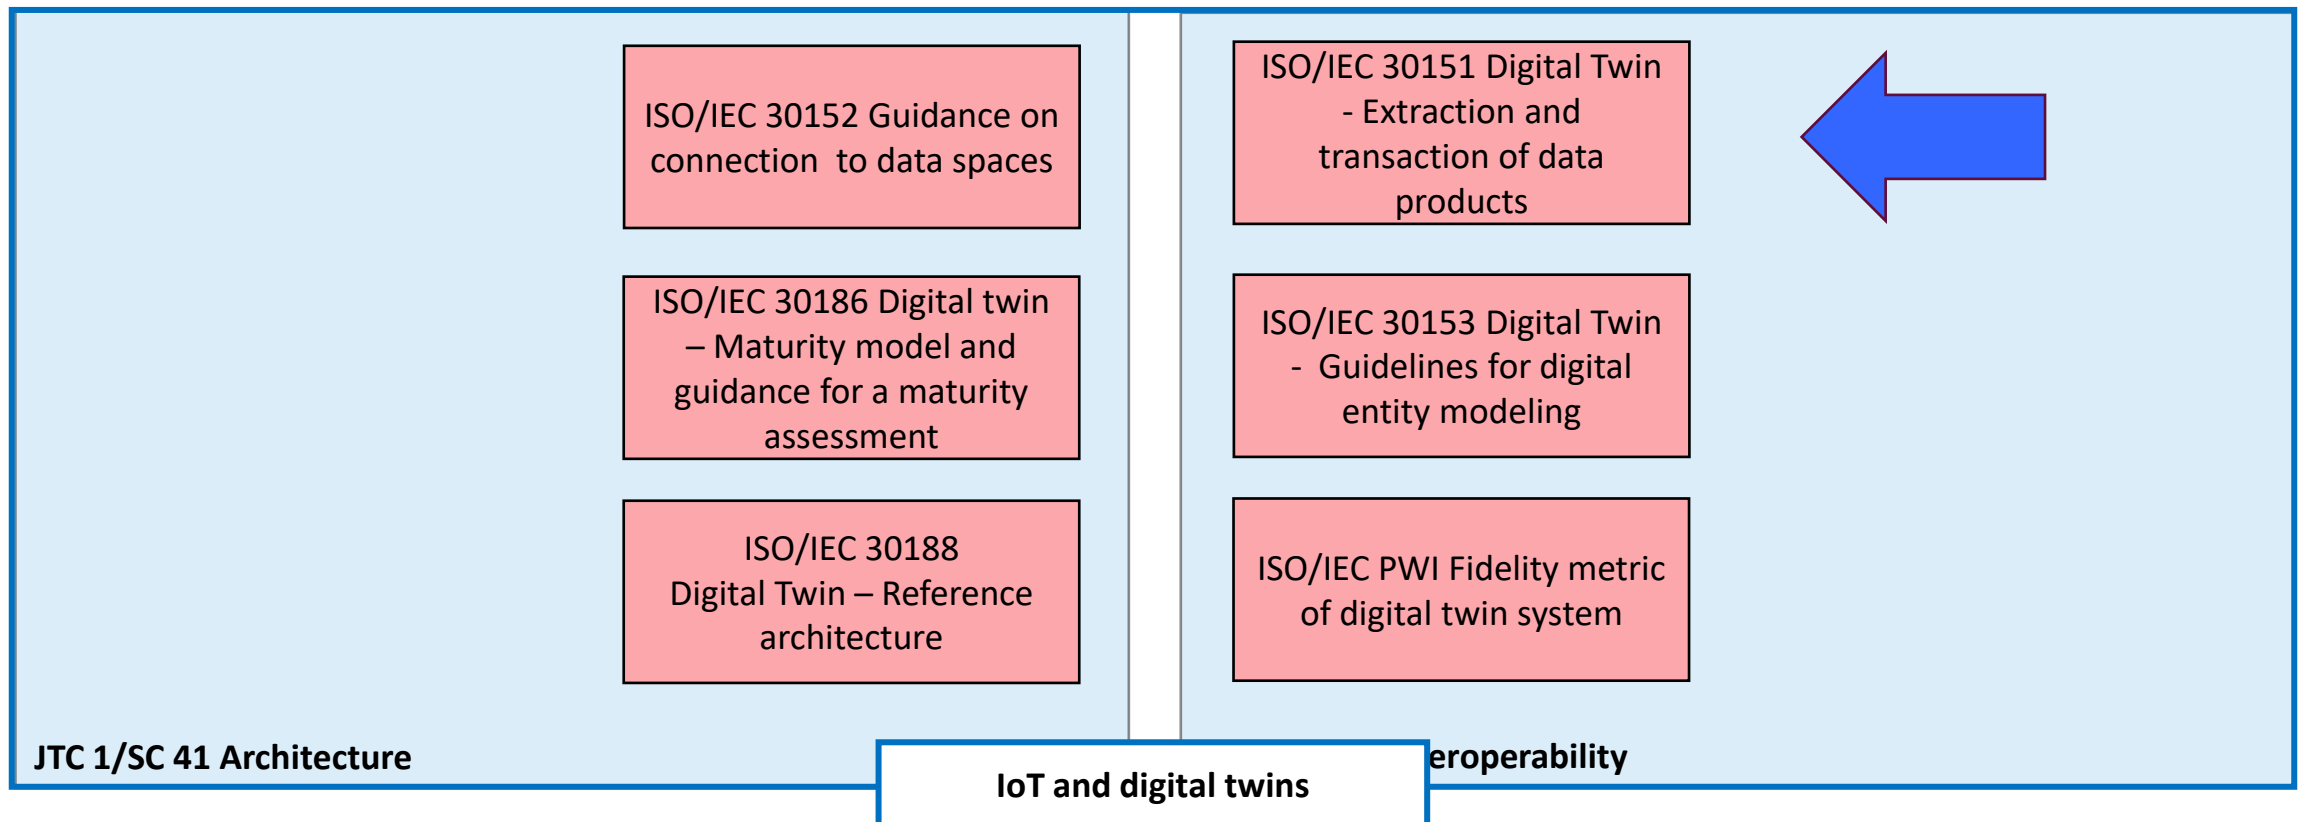 ISO/IEC 30152 Guidance on
connection  to data spaces
ISO/IEC 30186 Digital twin
– Maturity model and
guidance for a maturity
assessment
ISO/IEC 30188
Digital Twin – Reference
architecture
JTC 1/SC 41 Architecture
ISO/IEC 30151 Digital Twin
- Extraction and
transaction of data
products
ISO/IEC 30153 Digital Twin
-  Guidelines for digital
entity modeling
ISO/IEC PWI Fidelity metric
of digital twin system
eroperability
IoT and digital twins